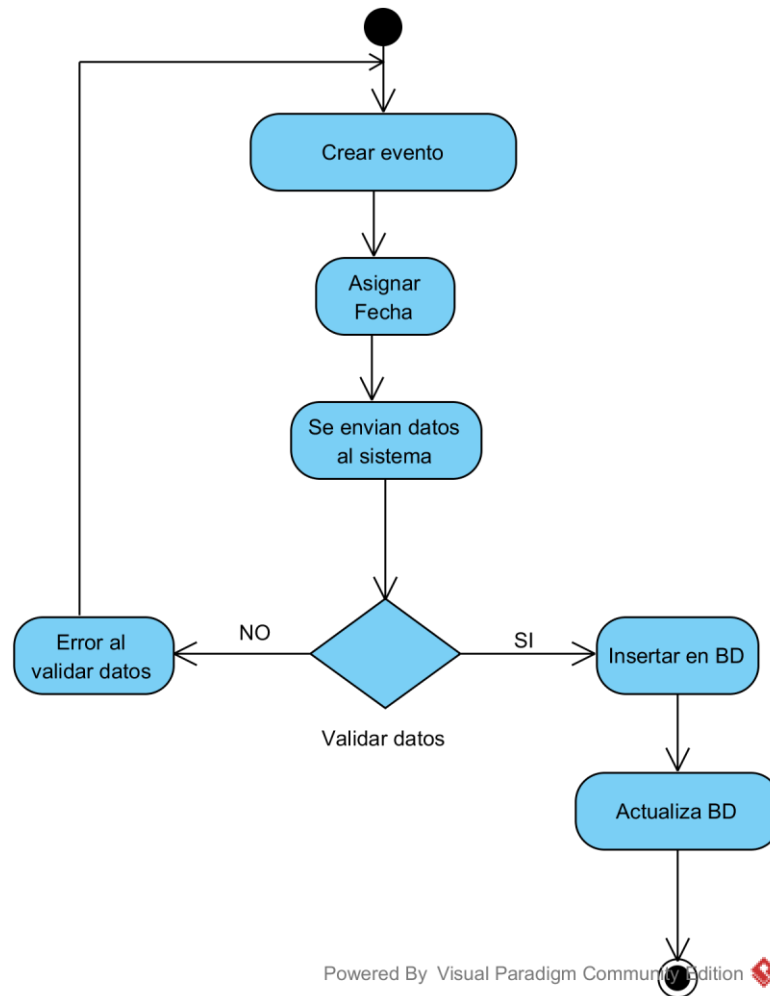 Crear evento
Asignar
Fecha
Se envian datos
al sistema
NO
SI
Error al
validar datos
Insertar en BD
Validar datos
Actualiza BD
Powered By Visual Paradigm Community Edition